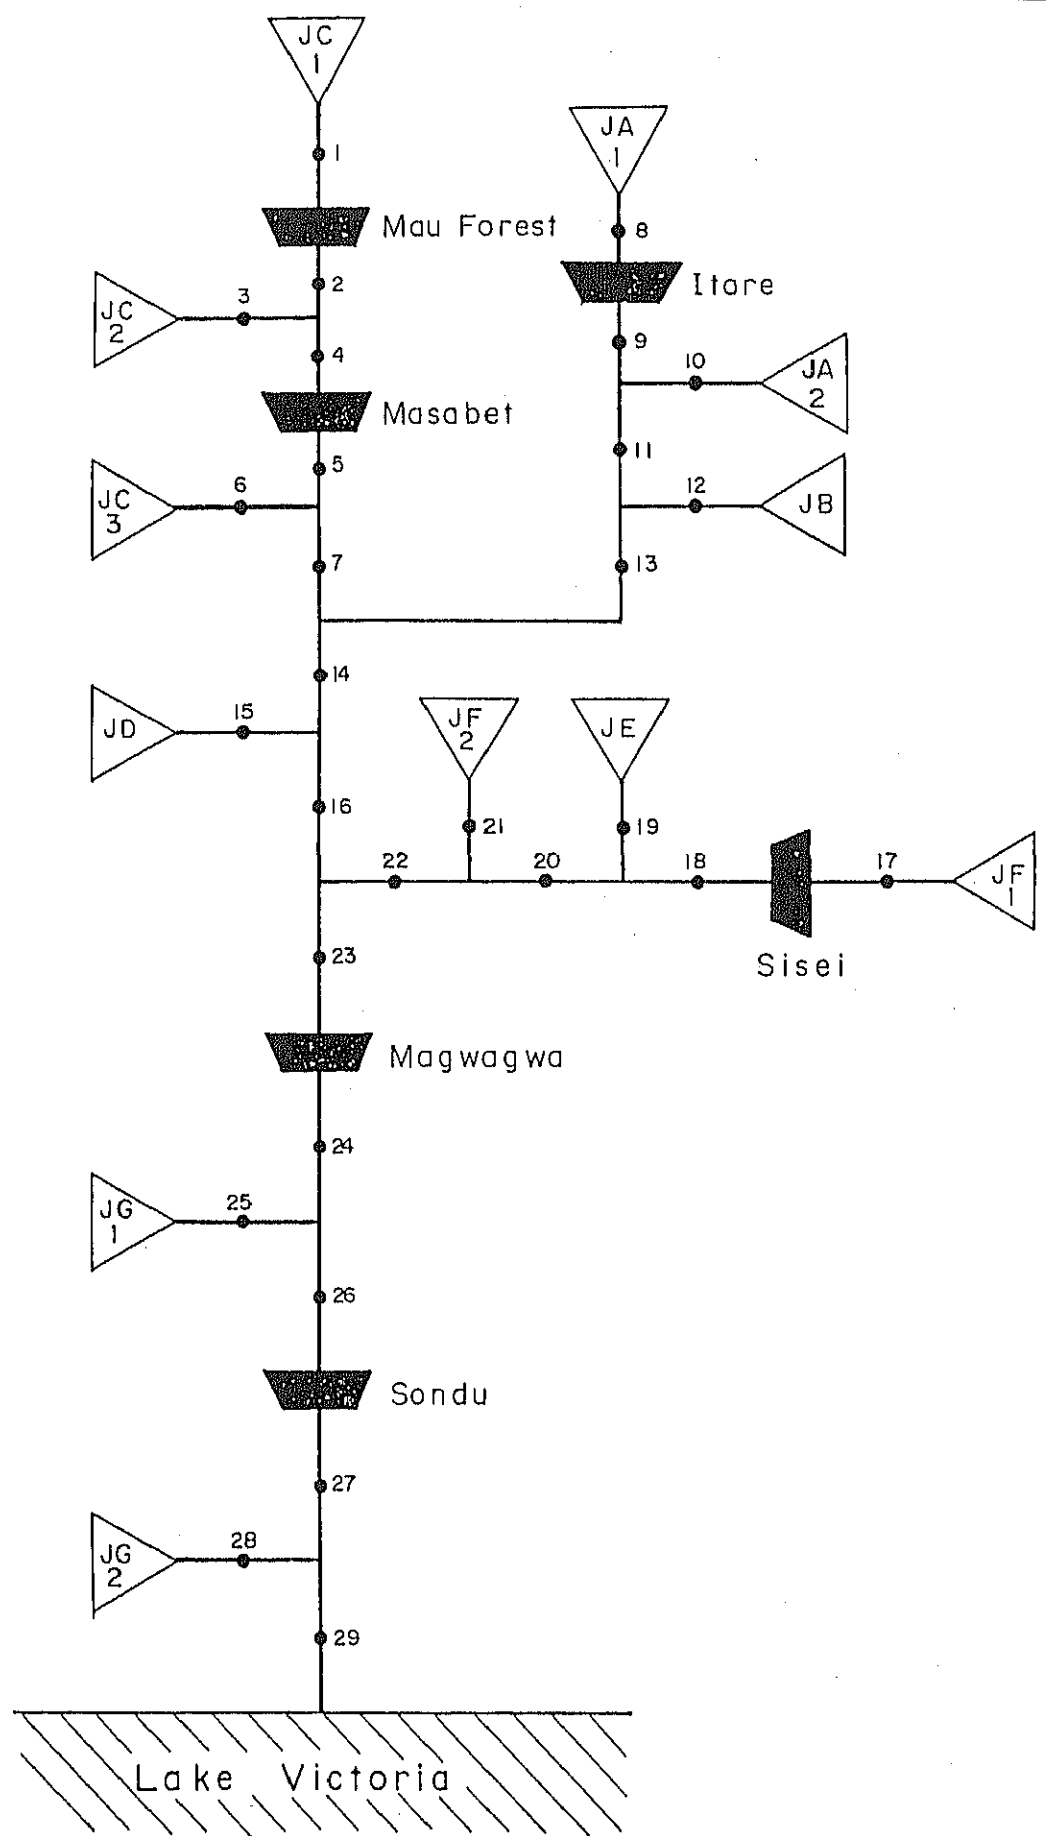 JC
1
1
JA
1
Mau Forest
8
2
Itare
3
JC
2
9
4
10
JA
2
Masabet
11
5
6
12
JC
3
JB
7
13
14
JD
15
JF
2
JE
16
21
19
22
20
18
17
JF
1
23
Sisei
Magwagwa
24
JG
1
25
26
Sondu
27
28
JG
2
29
Lake Victoria